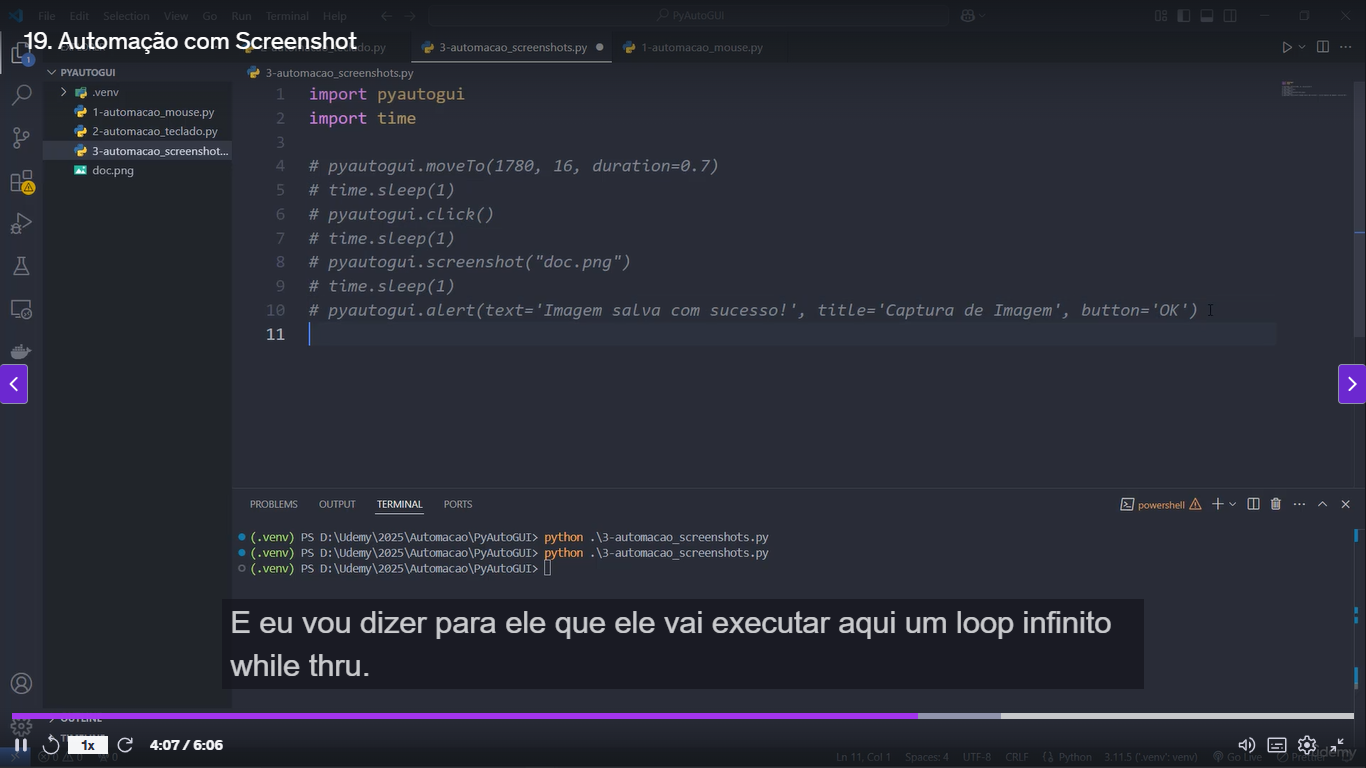 File Edit Selection View Go Run Terminal Help
PyAutoGUI
19. Automação com Screenshot
3-automacao_screenshots.py
1-automacao_mouse.py
PYAUTOGUI
3-automacao_screenshots.py
.venv
1-automacao_mouse.py
2-automacao_teclado.py
3-automacao_screenshot...
doc.png
1 import pyautogui
2 import time
3
4 # pyautogui.moveTo(1780, 16, duration=0.7)
5 # time.sleep(1)
6 # pyautogui.click()
7 # time.sleep(1)
8 # pyautogui.screenshot("doc.png")
9 # time.sleep(1)
10 # pyautogui.alert(text='Imagem salva com sucesso!', title='Captura de Imagem', button='OK')
11
PROBLEMS OUTPUT TERMINAL PORTS
powershell
(.venv) PS D:\Udemy\2025\Automacao\PyAutoGUI> python .\3-automacao_screenshots.py
(.venv) PS D:\Udemy\2025\Automacao\PyAutoGUI> python .\3-automacao_screenshots.py
(.venv) PS D:\Udemy\2025\Automacao\PyAutoGUI>
E eu vou dizer para ele que ele vai executar aqui um loop infinito
while thru.
OUTLINE
1x
4:07 / 6:06
Ln 11, Col 1 Spaces: 4 UTF-8 CRLF Python 3.11.5 ('.venv': venv) Go Live
udemy